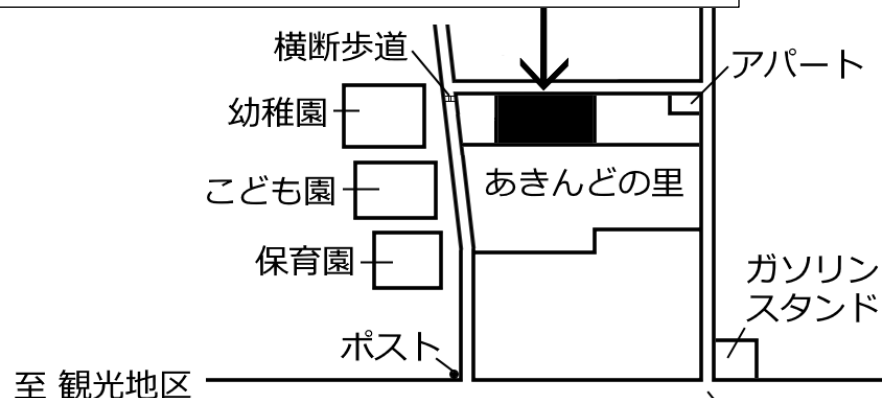 横断歩道
アパート
幼稚園
こども園
あきんどの里
保育園
ガソリン
スタンド
ポスト
至 観光地区